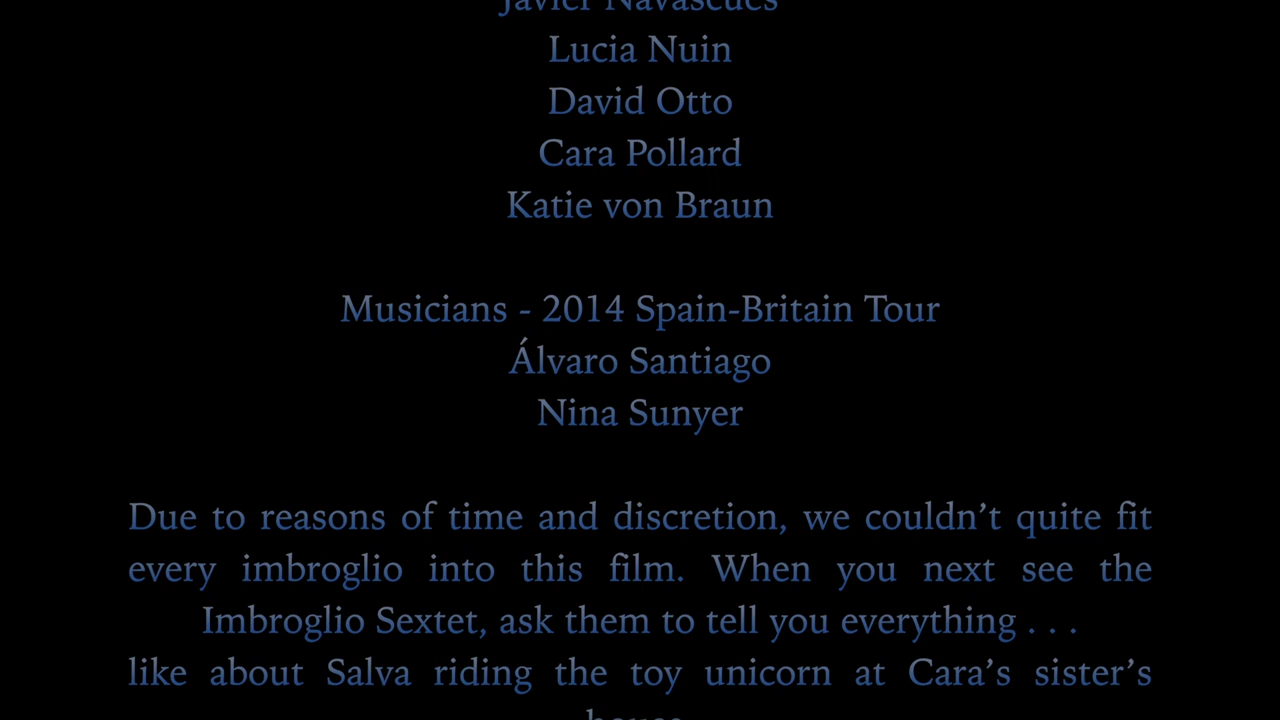 Javier Navascués
Lucia Nuin
David Otto
Cara Pollard
Katie von Braun
Musicians - 2014 Spain-Britain Tour
Álvaro Santiago
Nina Sunyer
Due to reasons of time and discretion, we couldn’t quite fit
every imbroglio into this film. When you next see the
Imbroglio Sextet, ask them to tell you everything . . .
like about Salva riding the toy unicorn at Cara’s sister’s
house